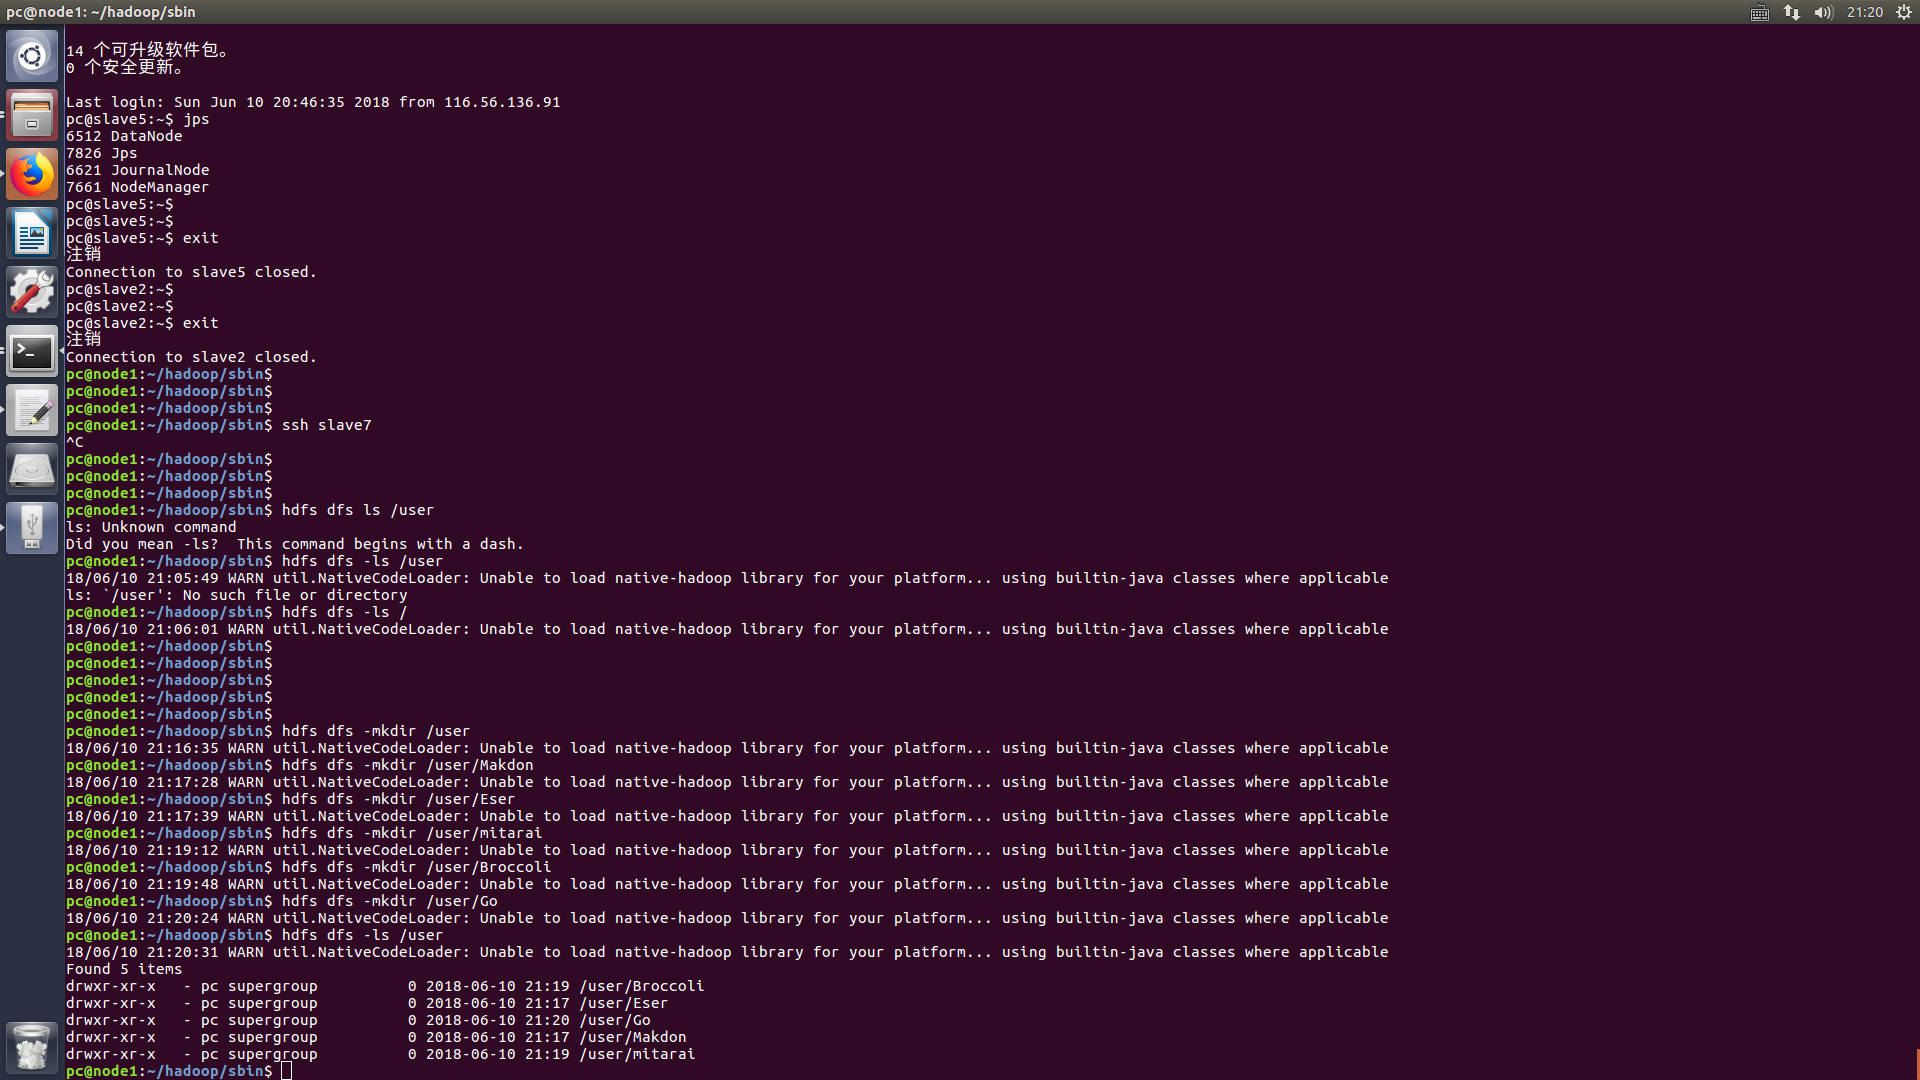 pc@node1: ~/hadoop/sbin
21:20
14 个可升级软件包。
0 个安全更新。
Last login: Sun Jun 10 20:46:35 2018 from 116.56.136.91
pc@slave5:~$ jps
6512 DataNode
7826 Jps
6621 JournalNode
7661 NodeManager
pc@slave5:~$
pc@slave5:~$
pc@slave5:~$ exit
注销
Connection to slave5 closed.
pc@slave2:~$
pc@slave2:~$
pc@slave2:~$ exit
注销
Connection to slave2 closed.
pc@node1:~/hadoop/sbin$
pc@node1:~/hadoop/sbin$
pc@node1:~/hadoop/sbin$
pc@node1:~/hadoop/sbin$ ssh slave7
^C
pc@node1:~/hadoop/sbin$
pc@node1:~/hadoop/sbin$
pc@node1:~/hadoop/sbin$
pc@node1:~/hadoop/sbin$ hdfs dfs ls /user
ls: Unknown command
Did you mean -ls?  This command begins with a dash.
pc@node1:~/hadoop/sbin$ hdfs dfs -ls /user
18/06/10 21:05:49 WARN util.NativeCodeLoader: Unable to load native-hadoop library for your platform... using builtin-java classes where applicable
ls: `/user': No such file or directory
pc@node1:~/hadoop/sbin$ hdfs dfs -ls /
18/06/10 21:06:01 WARN util.NativeCodeLoader: Unable to load native-hadoop library for your platform... using builtin-java classes where applicable
pc@node1:~/hadoop/sbin$
pc@node1:~/hadoop/sbin$
pc@node1:~/hadoop/sbin$
pc@node1:~/hadoop/sbin$
pc@node1:~/hadoop/sbin$
pc@node1:~/hadoop/sbin$ hdfs dfs -mkdir /user
18/06/10 21:16:35 WARN util.NativeCodeLoader: Unable to load native-hadoop library for your platform... using builtin-java classes where applicable
pc@node1:~/hadoop/sbin$ hdfs dfs -mkdir /user/Makdon
18/06/10 21:17:28 WARN util.NativeCodeLoader: Unable to load native-hadoop library for your platform... using builtin-java classes where applicable
pc@node1:~/hadoop/sbin$ hdfs dfs -mkdir /user/Eser
18/06/10 21:17:39 WARN util.NativeCodeLoader: Unable to load native-hadoop library for your platform... using builtin-java classes where applicable
pc@node1:~/hadoop/sbin$ hdfs dfs -mkdir /user/mitarai
18/06/10 21:19:12 WARN util.NativeCodeLoader: Unable to load native-hadoop library for your platform... using builtin-java classes where applicable
pc@node1:~/hadoop/sbin$ hdfs dfs -mkdir /user/Broccoli
18/06/10 21:19:48 WARN util.NativeCodeLoader: Unable to load native-hadoop library for your platform... using builtin-java classes where applicable
pc@node1:~/hadoop/sbin$ hdfs dfs -mkdir /user/Go
18/06/10 21:20:24 WARN util.NativeCodeLoader: Unable to load native-hadoop library for your platform... using builtin-java classes where applicable
pc@node1:~/hadoop/sbin$ hdfs dfs -ls /user
18/06/10 21:20:31 WARN util.NativeCodeLoader: Unable to load native-hadoop library for your platform... using builtin-java classes where applicable
Found 5 items
drwxr-xr-x   - pc supergroup          0 2018-06-10 21:19 /user/Broccoli
drwxr-xr-x   - pc supergroup          0 2018-06-10 21:17 /user/Eser
drwxr-xr-x   - pc supergroup          0 2018-06-10 21:20 /user/Go
drwxr-xr-x   - pc supergroup          0 2018-06-10 21:17 /user/Makdon
drwxr-xr-x   - pc supergroup          0 2018-06-10 21:19 /user/mitarai
pc@node1:~/hadoop/sbin$